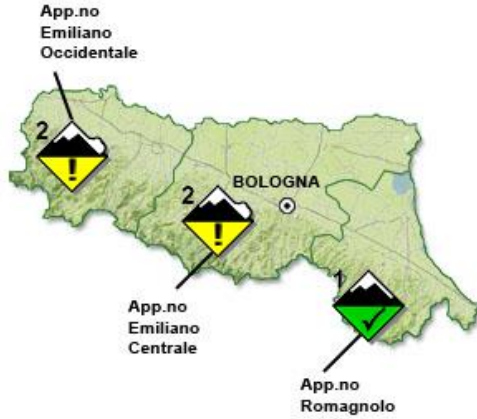 App.no
Emiliano
Occidentale
2
!
BOLOGNA
2
!
1
App.no
Emiliano
Centrale
App.no
Romagnolo